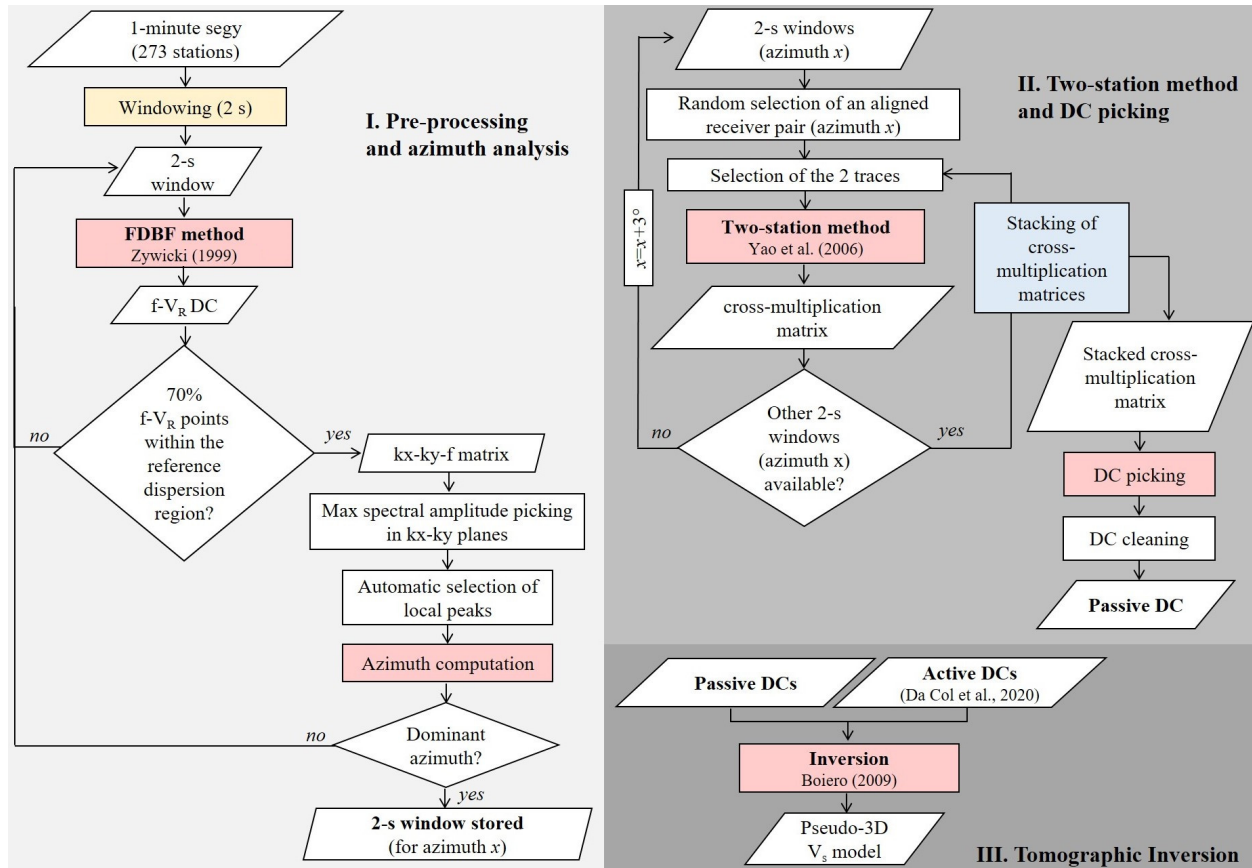 1-minute segy
(273 stations)
Windowing (2 s)
I. Pre-processing
and azimuth analysis
2-s
window
FDBF method
Zywicki (1999)
f-VR DC
70%
f-VR points
within the
reference
dispersion
region?
no
yes
kx-ky-f matrix
Max spectral amplitude picking
in kx-ky planes
Automatic selection of
local peaks
Azimuth computation
no
Dominant
azimuth?
yes
2-s window stored
(for azimuth x)
2-s windows
(azimuth x)
II. Two-station method
and DC picking
Random selection of an aligned
receiver pair (azimuth x)
Selection of the 2 traces
x=x+3°
Two-station method
Yao et al. (2006)
Stacking of
cross-
multiplication
matrices
cross-multiplication
matrix
Other 2-s
windows
(azimuth x)
available?
no
yes
Stacked cross-
multiplication
matrix
DC picking
DC cleaning
Passive DC
Passive DCs
Active DCs
(Da Col et al., 2020)
Inversion
Boiero (2009)
Pseudo-3D
Vs model
III. Tomographic Inversion